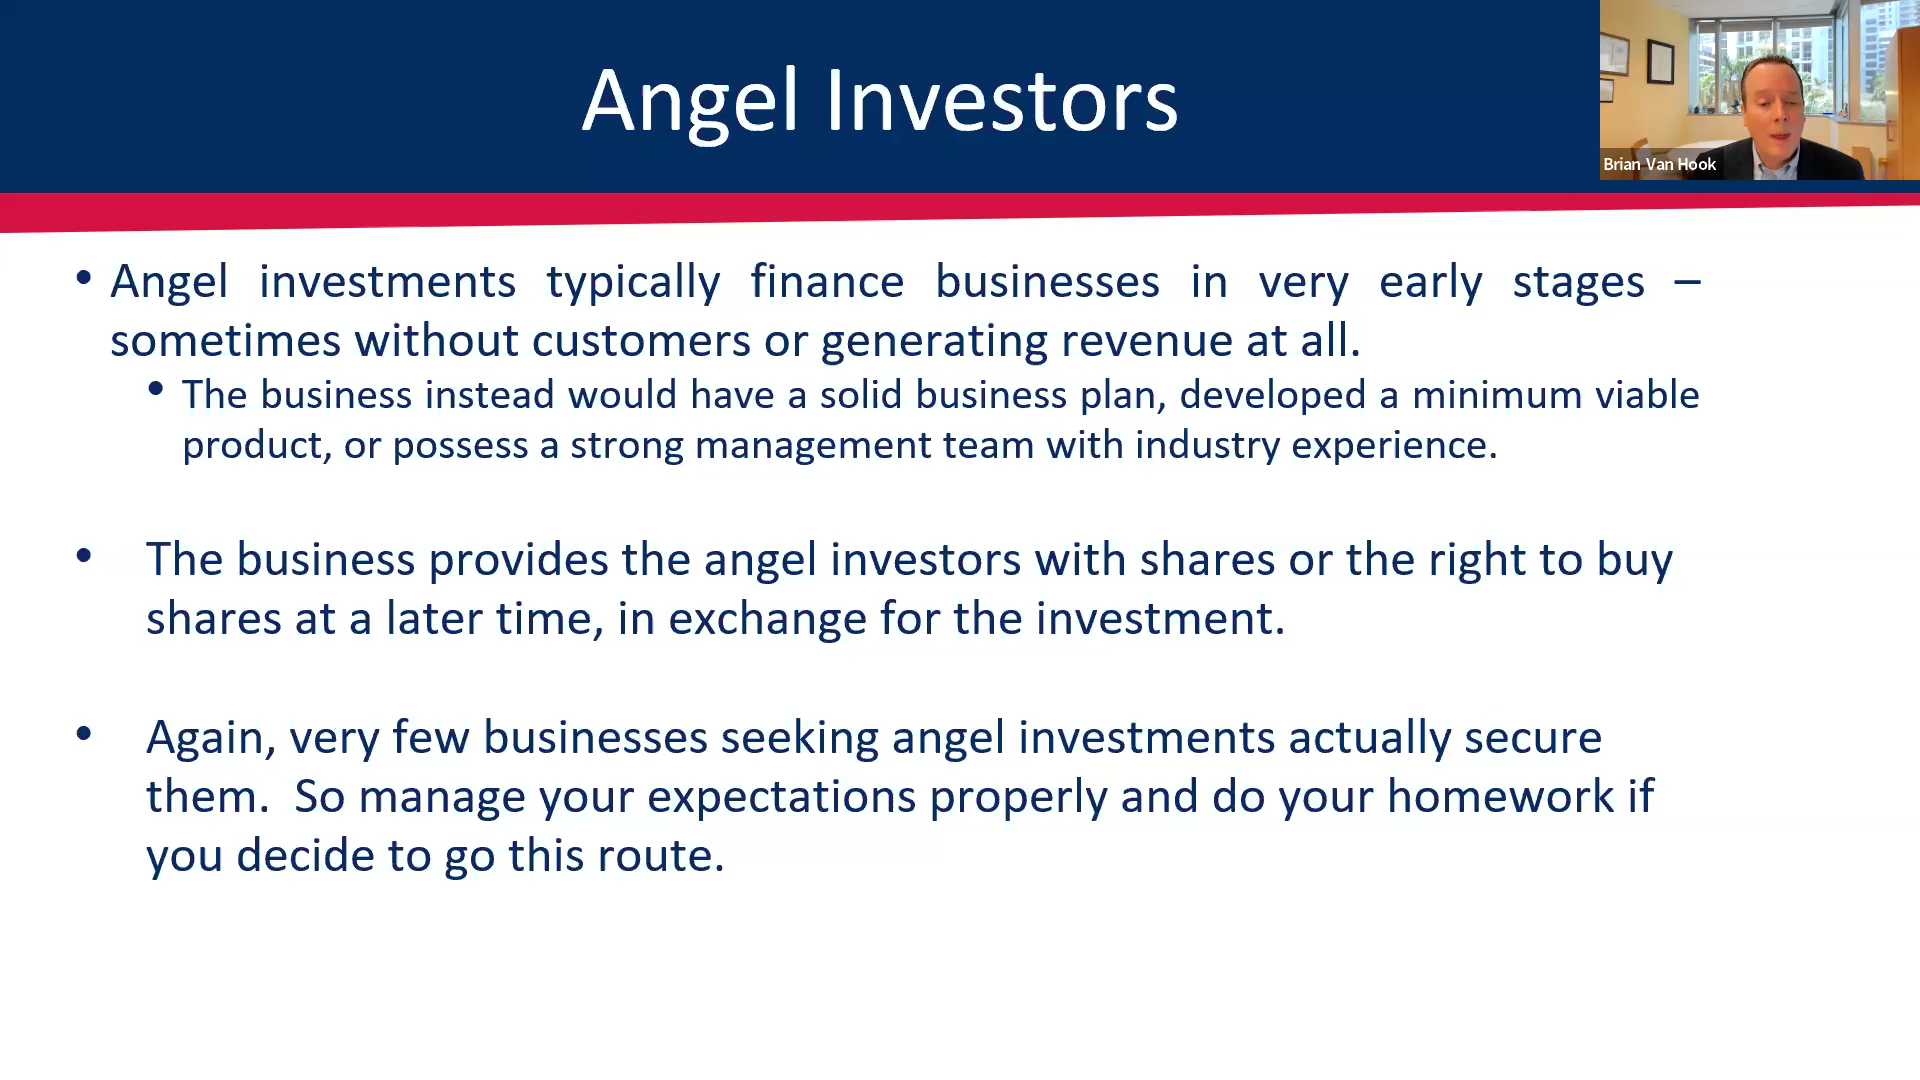 Angel Investors
Brian Van Hook
• Angel investments typically finance businesses in very early stages –
sometimes without customers or generating revenue at all.
• The business instead would have a solid business plan, developed a minimum viable
product, or possess a strong management team with industry experience.
• The business provides the angel investors with shares or the right to buy
shares at a later time, in exchange for the investment.
• Again, very few businesses seeking angel investments actually secure
them.  So manage your expectations properly and do your homework if
you decide to go this route.